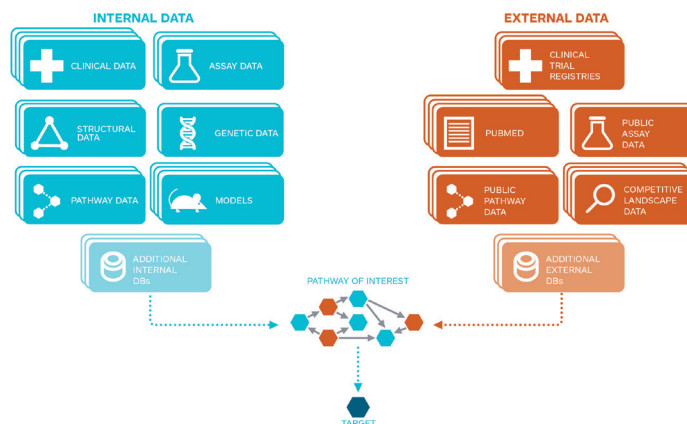 INTERNAL DATA
CLINICAL DATA
ASSAY DATA
STRUCTURAL
DATA
GENETIC DATA
PATHWAY DATA
MODELS
ADDITIONAL
INTERNAL
DBs
EXTERNAL DATA
CLINICAL
TRIAL
REGISTRIES
PUBMED
PUBLIC
ASSAY
DATA
PUBLIC
PATHWAY
DATA
COMPETITIVE
LANDSCAPE
DATA
ADDITIONAL
EXTERNAL
DBs
PATHWAY OF INTEREST
TARGET